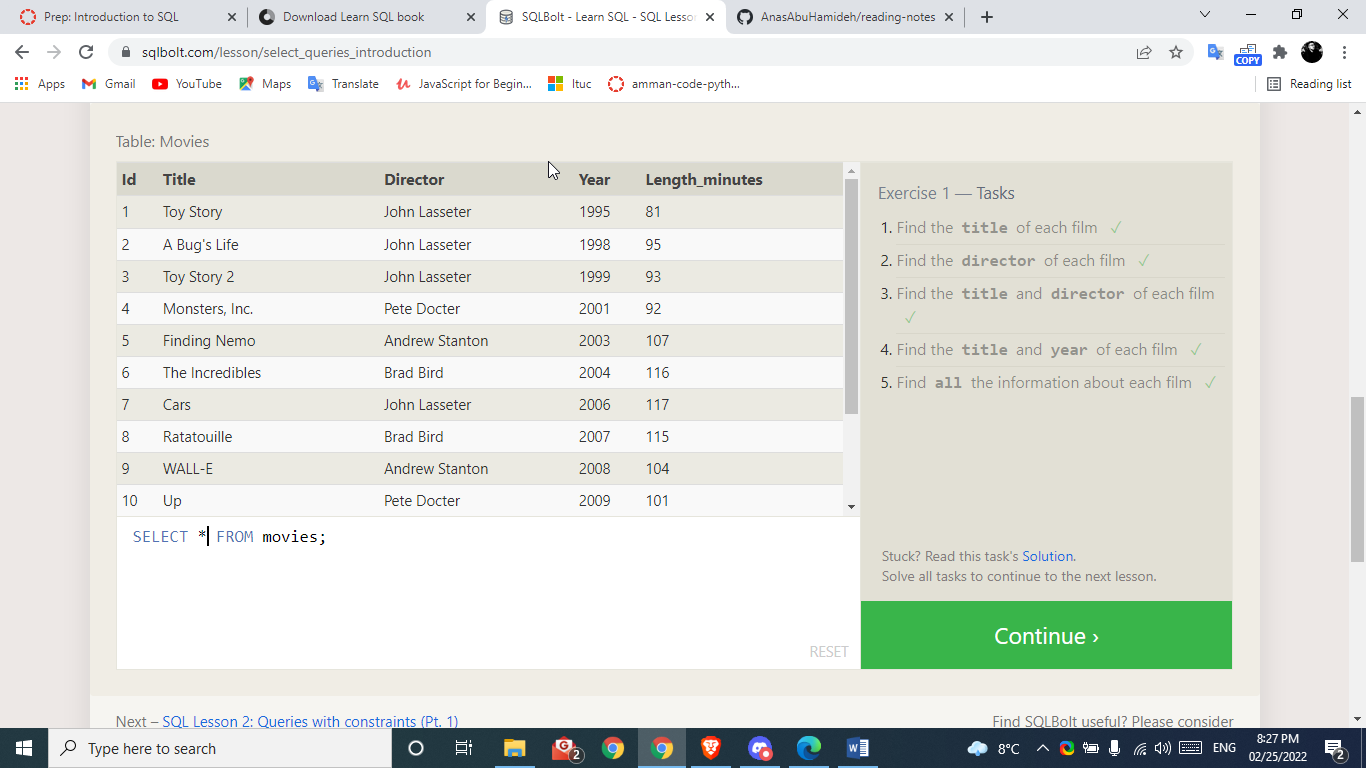 Prep: Introduction to SQL
Download Learn SQL book
SQLBolt - Learn SQL - SQL Lesso
AnasAbuHamideh/reading-notes
sqlbolt.com/lesson/select_queries_introduction
COPY
Apps
Gmail
YouTube
Maps
Translate
JavaScript for Begin...
ltuc
amman-code-pyth...
Reading list
Table: Movies
Id Title Director Year Length_minutes
1 Toy Story John Lasseter 1995 81
2 A Bug's Life John Lasseter 1998 95
3 Toy Story 2 John Lasseter 1999 93
4 Monsters, Inc. Pete Docter 2001 92
5 Finding Nemo Andrew Stanton 2003 107
6 The Incredibles Brad Bird 2004 116
7 Cars John Lasseter 2006 117
8 Ratatouille Brad Bird 2007 115
9 WALL-E Andrew Stanton 2008 104
10 Up Pete Docter 2009 101
SELECT * FROM movies;
RESET
Exercise 1 — Tasks
1. Find the title of each film ✓
2. Find the director of each film ✓
3. Find the title and director of each film
✓
4. Find the title and year of each film ✓
5. Find all the information about each film ✓
Stuck? Read this task's Solution.
Solve all tasks to continue to the next lesson.
Continue ›
Next – SQL Lesson 2: Queries with constraints (Pt. 1)
Find SQLBolt useful? Please consider
Type here to search
2
8°C
ENG
8:27 PM
02/25/2022
2